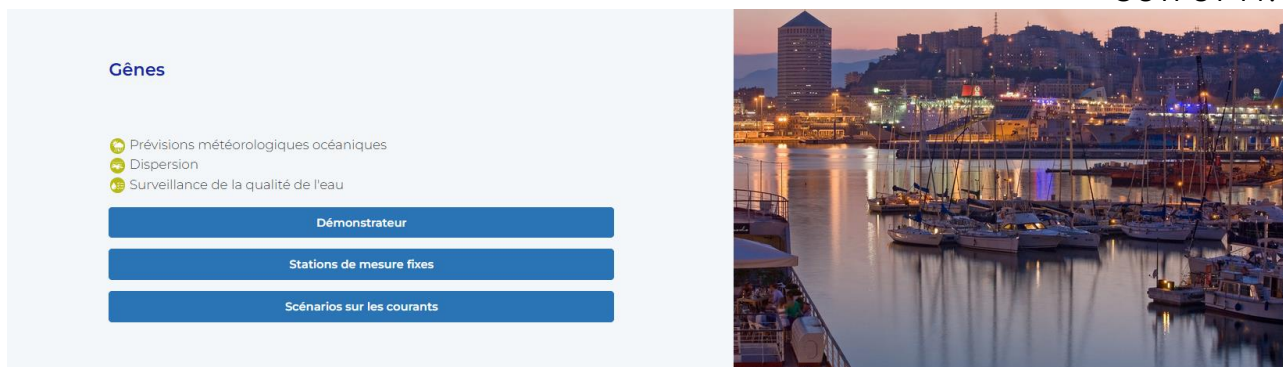 Gênes
Prévisions météorologiques océaniques
Dispersion
Surveillance de la qualité de l'eau
Démonstrateur
Stations de mesure fixes
Scénarios sur les courants